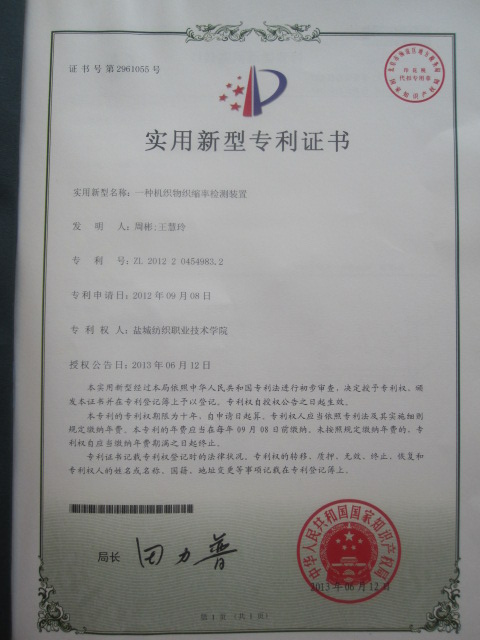 证书号第2961055号
实用新型专利证书
实用新型名称：一种机织物织缩率检测装置
发 明 人：周彬;王慧玲
专 利 号：ZL 2012 2 0454983.2
专利申请日：2012年09月08日
专 利 权 人：盐城纺织职业技术学院
授权公告日：2013年06月12日
本实用新型经过本局依照中华人民共和国专利法进行初步审查，决定授予专利权，颁
发本证书并在专利登记簿上予以登记。专利权自授权公告之日起生效。
本专利的专利权期限为十年，自申请日起算。专利权人应当依照专利法及其实施细则
规定缴纳年费。本专利的年费应当在每年09月08日前缴纳。未按照规定缴纳年费的，专
利权自应当缴纳年费期满之日起终止。
专利证书记载专利权登记时的法律状况。专利权的转移、质押、无效、终止、恢复和
专利权人的姓名或名称、国籍、地址变更等事项记载在专利登记簿上。
局长 田力普
中华人民共和国国家知识产权局
2013年06月12日
第1页（共1页）